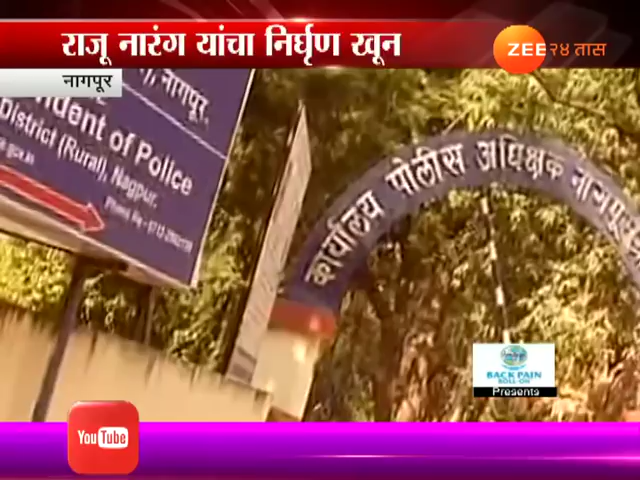 राजू नारंग यांचा निर्घृण खून
ZEE २४ तास
नागपूर
, नागपूर.
ndent of Police
District (Rural), Nagpur.
कार्यालय पोलीस अधिक्षक नागपूर
BACK PAIN
ROLL-ON
Presents
YouTube